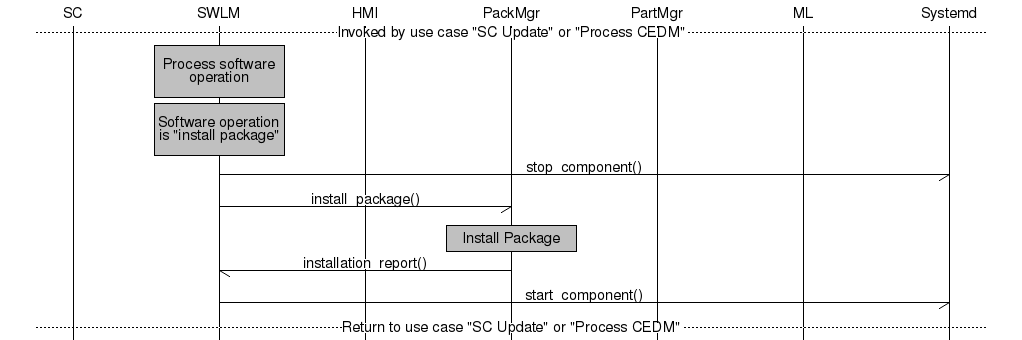 SC SWLM HMI PackMgr PartMgr ML Systemd
Invoked by use case "SC Update" or "Process CEDM"
Process software
operation
Software operation
is "install package"
stop_component()
install_package()
Install Package
installation_report()
start_component()
Return to use case "SC Update" or "Process CEDM"